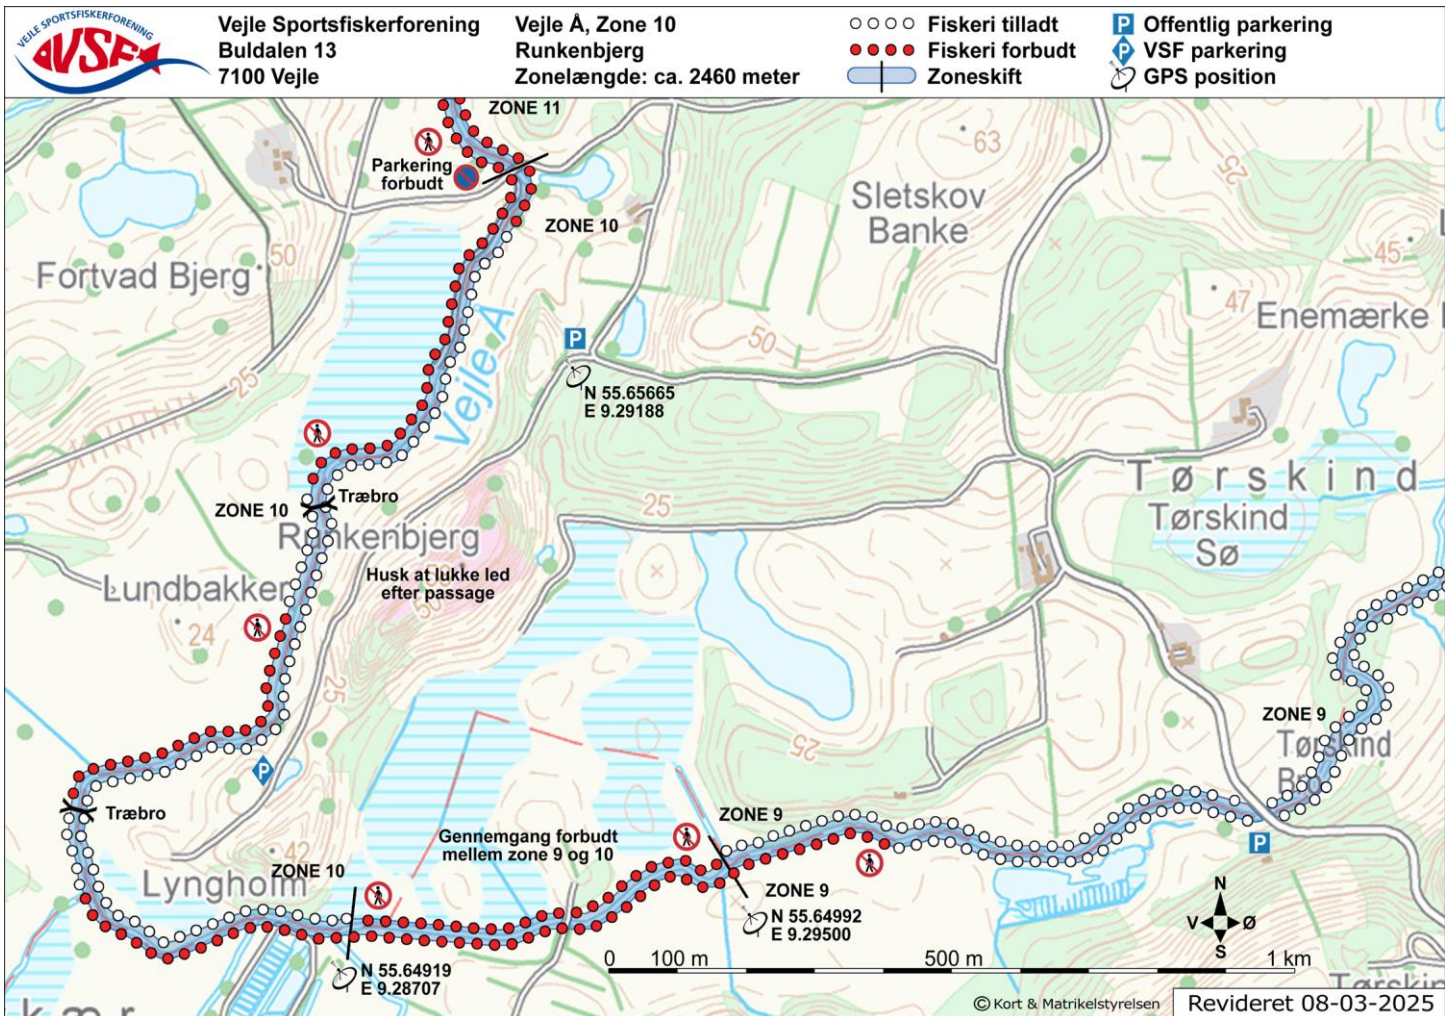 VEJLE SPORTSFISKERFORENING
VSF
Vejle Sportsfiskerforening
Buldalen 13
7100 Vejle
Vejle Å, Zone 10
Runkenbjerg
Zonelængde: ca. 2460 meter
Fiskeri tilladt
Fiskeri forbudt
Zoneskift
P Offentlig parkering
P VSF parkering
GPS position
ZONE 11
Parkering
forbudt
ZONE 10
63
25
Sletskov
Banke
50
45
Fortvad Bjerg
47
Enemærke
Vejle Å
P
50
25
N 55.65665
E 9.29188
Træbro
ZONE 10
25
Tørskind
Runkenbjerg
Tørskind
Sø
Husk at lukke led
efter passage
50
Lundbakker
24
25
ZONE 9
Tørskind
25
P
Træbro
ZONE 9
Gennemgang forbudt
mellem zone 9 og 10
P
42
ZONE 10
Lyngholm
ZONE 9
N 55.64992
E 9.29500
N
V Ø
S
N 55.64919
E 9.28707
0 100 m 500 m 1 km
kær
© Kort & Matrikelstyrelsen
Revideret 08-03-2025